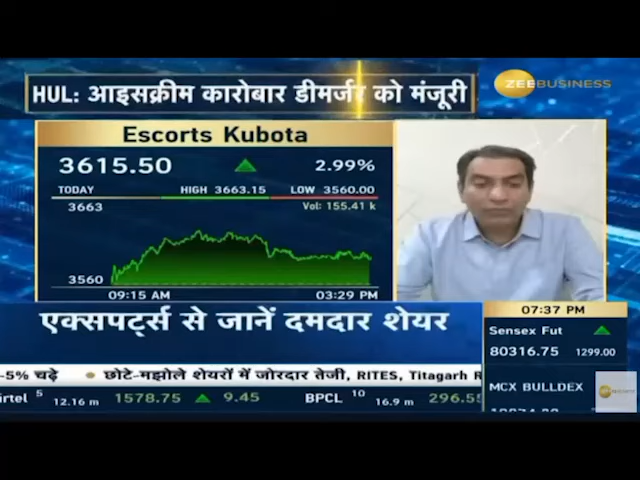 HUL: आइसक्रीम कारोबार डीमर्जर को मंजूरी
ZEE BUSINESS
Escorts Kubota
3615.50 2.99%
TODAY HIGH 3663.15 LOW 3560.00
3663 Vol: 155.41 k
3560
09:15 AM 03:29 PM
एक्सपर्ट्स से जानें दमदार शेयर
07:37 PM
Sensex Fut
80316.75 1299.00
MCX BULLDEX
-5% चढ़े • छोटे-मझोले शेयरों में जोरदार तेजी, RITES, Titagarh R
irtel 5 12.16 m 1578.75 9.45 BPCL 10 16.9 m 296.55